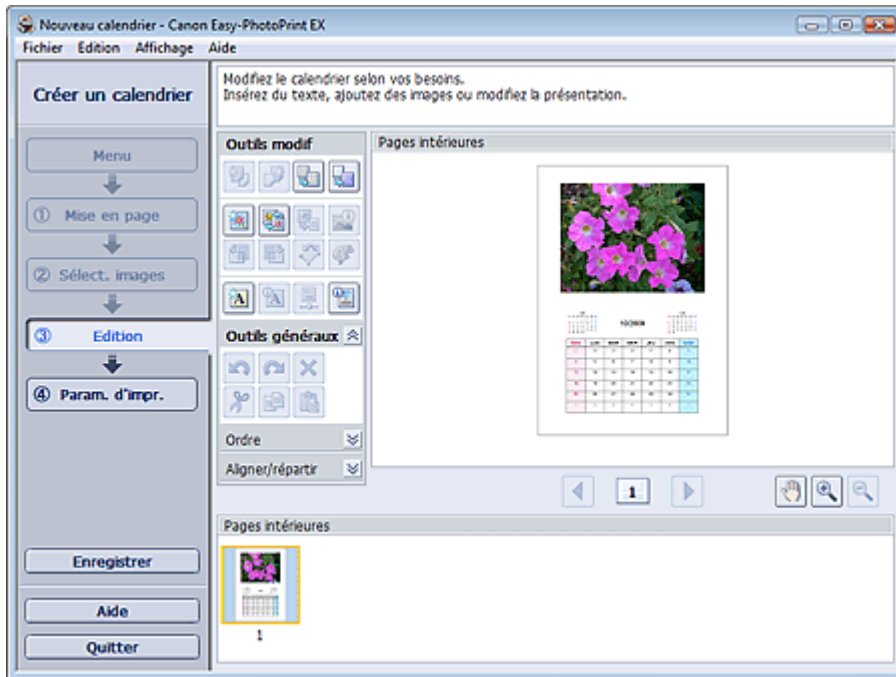 Nouveau calendrier - Canon Easy-PhotoPrint EX
Fichier Edition Affichage Aide
Créer un calendrier
Modifiez le calendrier selon vos besoins.
Insérez du texte, ajoutez des images ou modifiez la présentation.
Menu
① Mise en page
② Sélect. images
③ Edition
④ Param. d'impr.
Enregistrer
Aide
Quitter
Outils modif
A A
Outils généraux
Ordre
Aligner/répartir
Pages intérieures
1
Pages intérieures
1